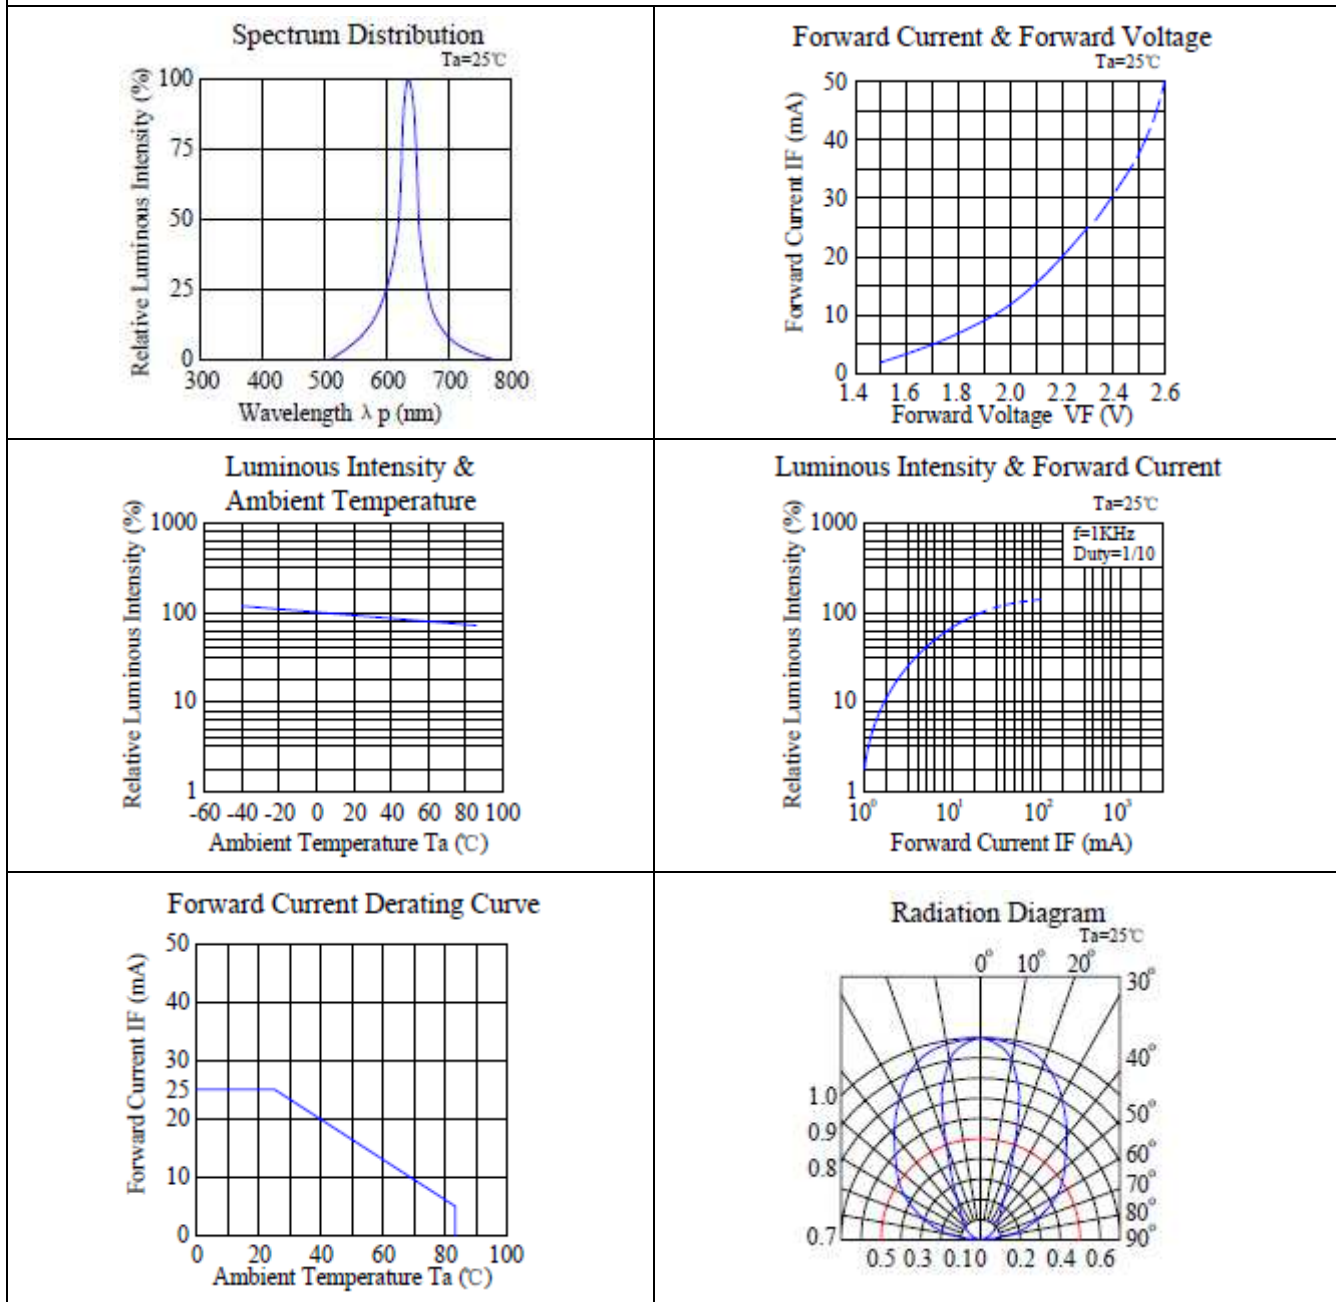 Spectrum Distribution
Ta=25℃
Relative Luminous Intensity (%)
100
75
50
25
0
300 400 500 600 700 800
Wavelength λ p (nm)
Forward Current & Forward Voltage
Ta=25℃
Forward Current IF (mA)
50
40
30
20
10
0
1.4 1.6 1.8 2.0 2.2 2.4 2.6
Forward Voltage VF (V)
Luminous Intensity &
Ambient Temperature
Relative Luminous Intensity (%)
1000
100
10
1
-60 -40 -20 0 20 40 60 80 100
Ambient Temperature Ta (℃)
Luminous Intensity & Forward Current
Ta=25℃
f=1KHz
Duty=1/10
Relative Luminous Intensity (%)
1000
100
10
1
10⁰ 10¹ 10² 10³
Forward Current IF (mA)
Forward Current Derating Curve
Forward Current IF (mA)
50
40
30
25
20
10
0
0 20 40 60 80 100
Ambient Temperature Ta (℃)
Radiation Diagram
Ta=25℃
0° 10° 20°
30°
40°
50°
60°
70°
80°
90°
1.0
0.9
0.8
0.7
0.5 0.3 0.1 0 0.2 0.4 0.6